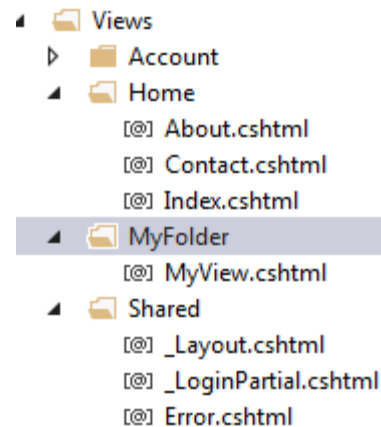 Views
Account
Home
[@] About.cshtml
[@] Contact.cshtml
[@] Index.cshtml
MyFolder
[@] MyView.cshtml
Shared
[@] _Layout.cshtml
[@] _LoginPartial.cshtml
[@] Error.cshtml